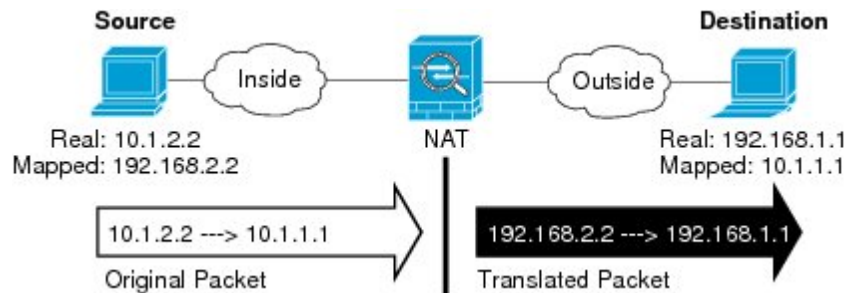 Source
Destination
Inside
Outside
Real: 10.1.2.2
Mapped: 192.168.2.2
NAT
Real: 192.168.1.1
Mapped: 10.1.1.1
10.1.2.2 ---> 10.1.1.1
192.168.2.2 ---> 192.168.1.1
Original Packet
Translated Packet